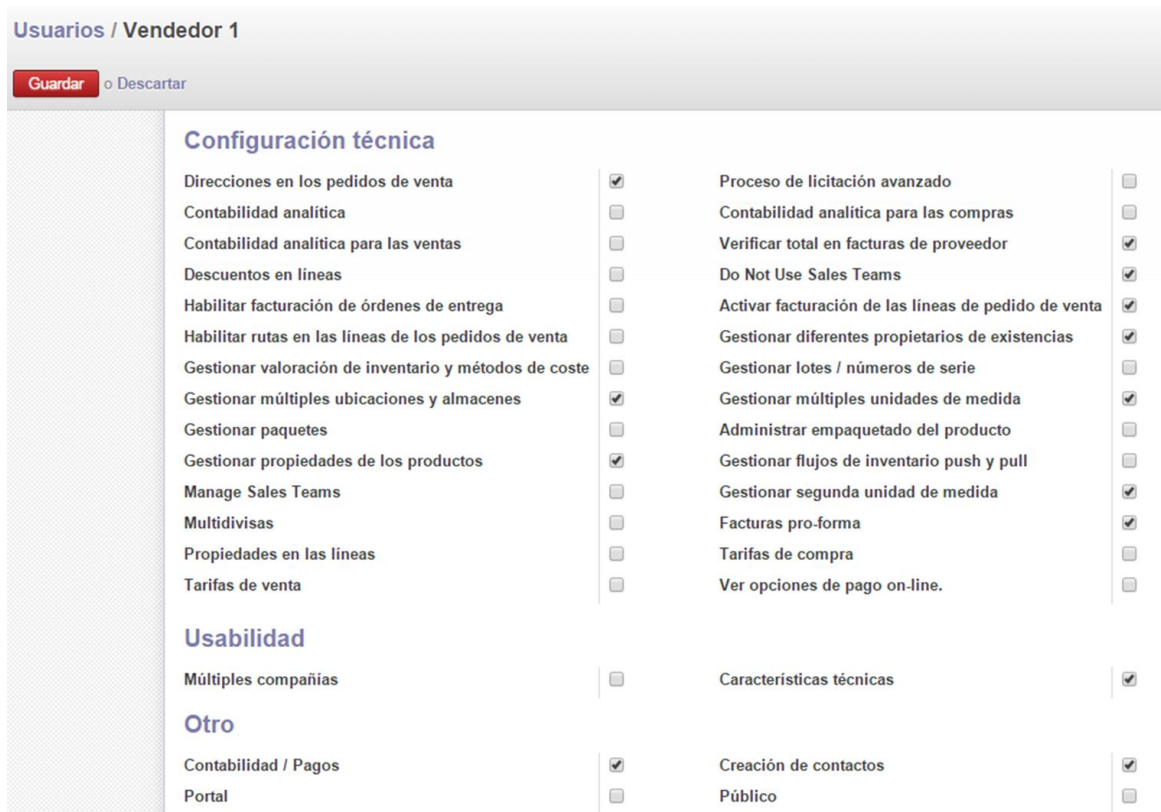 Usuarios / Vendedor 1
Guardar o Descartar
Configuración técnica
Direcciones en los pedidos de venta
Proceso de licitación avanzado
Contabilidad analítica
Contabilidad analítica para las compras
Contabilidad analítica para las ventas
Verificar total en facturas de proveedor
Descuentos en líneas
Do Not Use Sales Teams
Habilitar facturación de órdenes de entrega
Activar facturación de las líneas de pedido de venta
Habilitar rutas en las líneas de los pedidos de venta
Gestionar diferentes propietarios de existencias
Gestionar valoración de inventario y métodos de coste
Gestionar lotes / números de serie
Gestionar múltiples ubicaciones y almacenes
Gestionar múltiples unidades de medida
Gestionar paquetes
Administrar empaquetado del producto
Gestionar propiedades de los productos
Gestionar flujos de inventario push y pull
Manage Sales Teams
Gestionar segunda unidad de medida
Multidivisas
Facturas pro-forma
Propiedades en las líneas
Tarifas de compra
Tarifas de venta
Ver opciones de pago on-line.
Usabilidad
Múltiples compañías
Características técnicas
Otro
Contabilidad / Pagos
Creación de contactos
Portal
Público